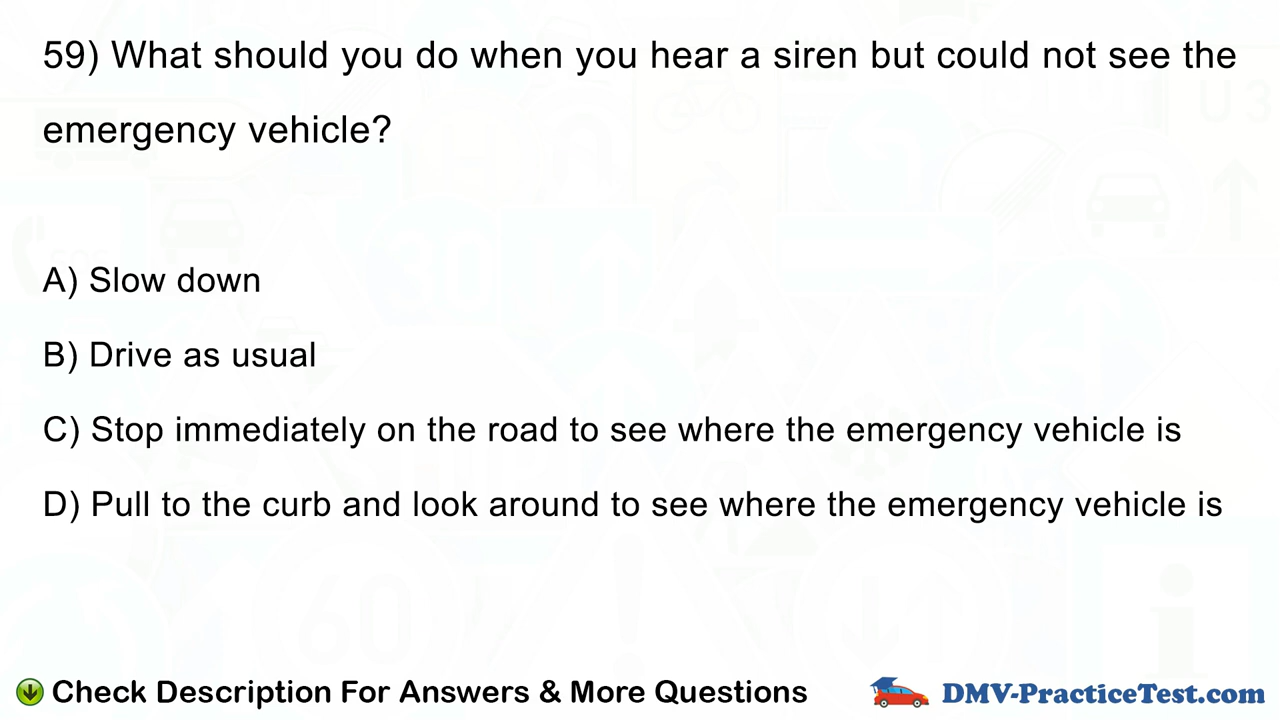 59) What should you do when you hear a siren but could not see the
emergency vehicle?
A) Slow down
B) Drive as usual
C) Stop immediately on the road to see where the emergency vehicle is
D) Pull to the curb and look around to see where the emergency vehicle is
Check Description For Answers & More Questions
DMV-PracticeTest.com